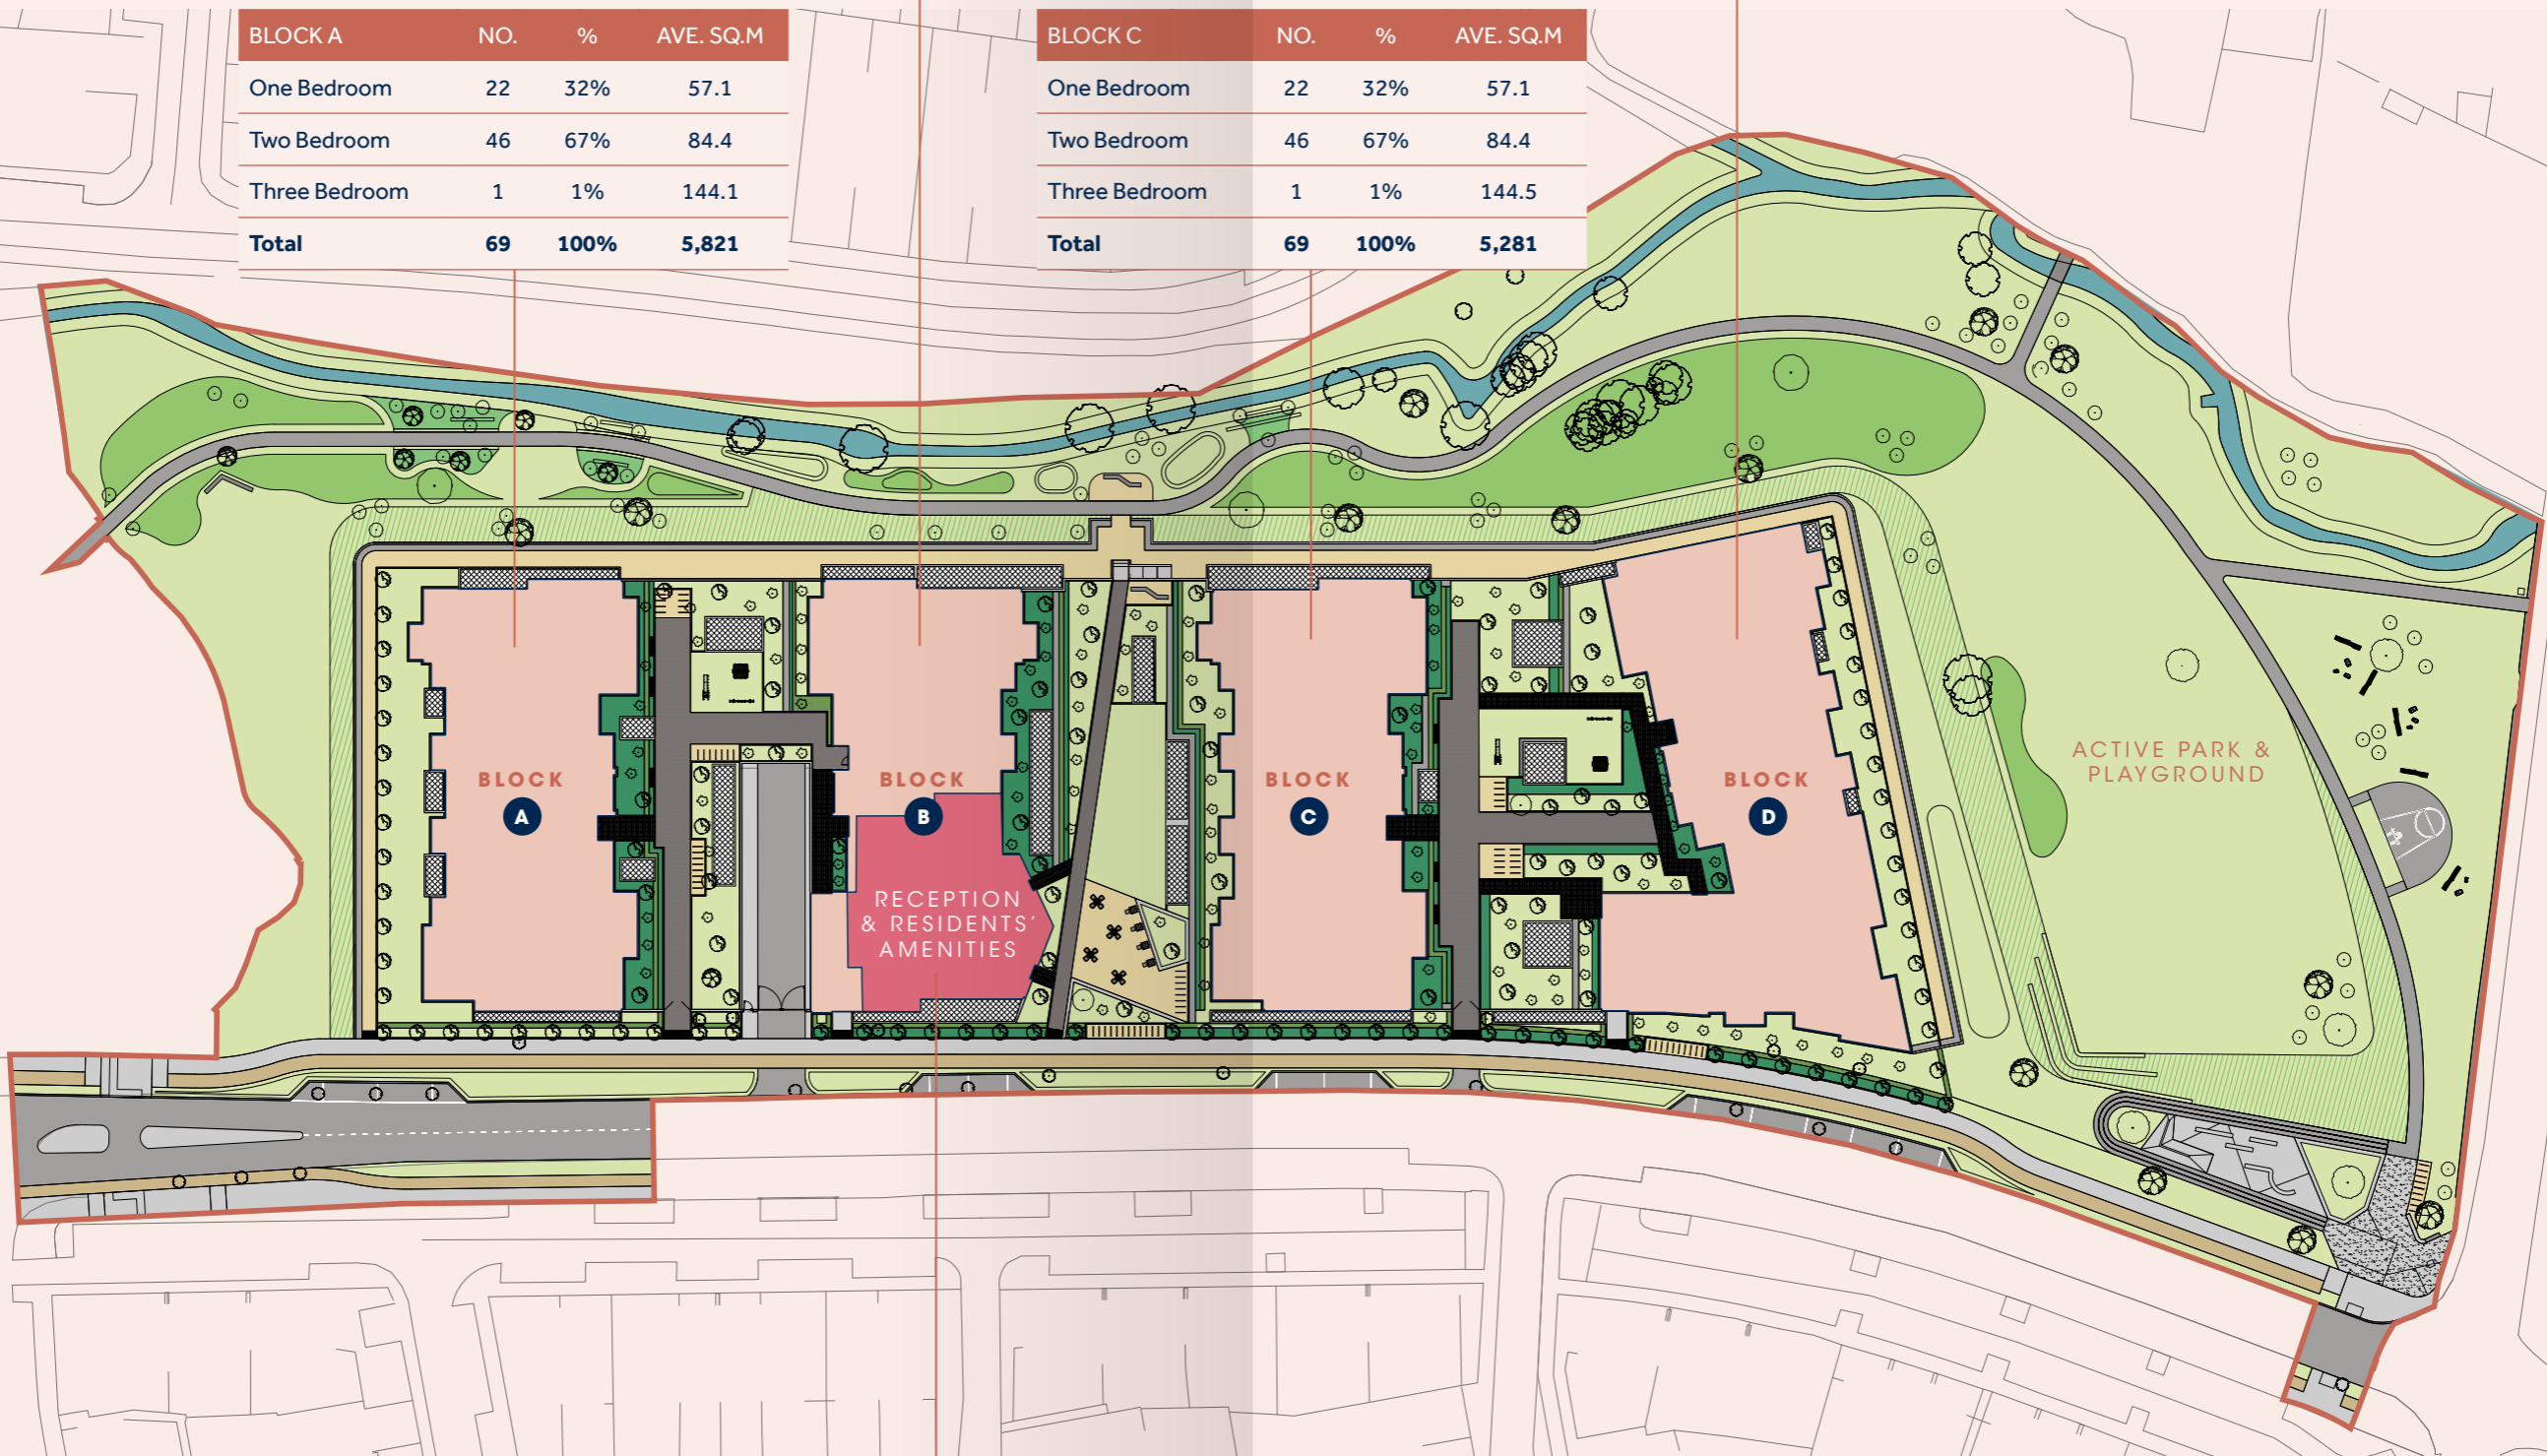 BLOCK A NO. % AVE. SQ.M
One Bedroom 22 32% 57.1
Two Bedroom 46 67% 84.4
Three Bedroom 1 1% 144.1
Total 69 100% 5,821
BLOCK C NO. % AVE. SQ.M
One Bedroom 22 32% 57.1
Two Bedroom 46 67% 84.4
Three Bedroom 1 1% 144.5
Total 69 100% 5,281
BLOCK
A
BLOCK
B
RECEPTION
& RESIDENTS'
AMENITIES
BLOCK
C
BLOCK
D
ACTIVE PARK &
PLAYGROUND